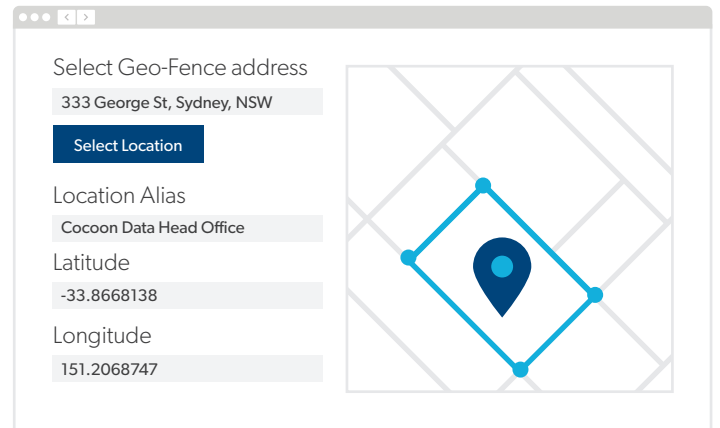 Select Geo-Fence address
333 George St, Sydney, NSW
Select Location
Location Alias
Cocoon Data Head Office
Latitude
-33.8668138
Longitude
151.2068747